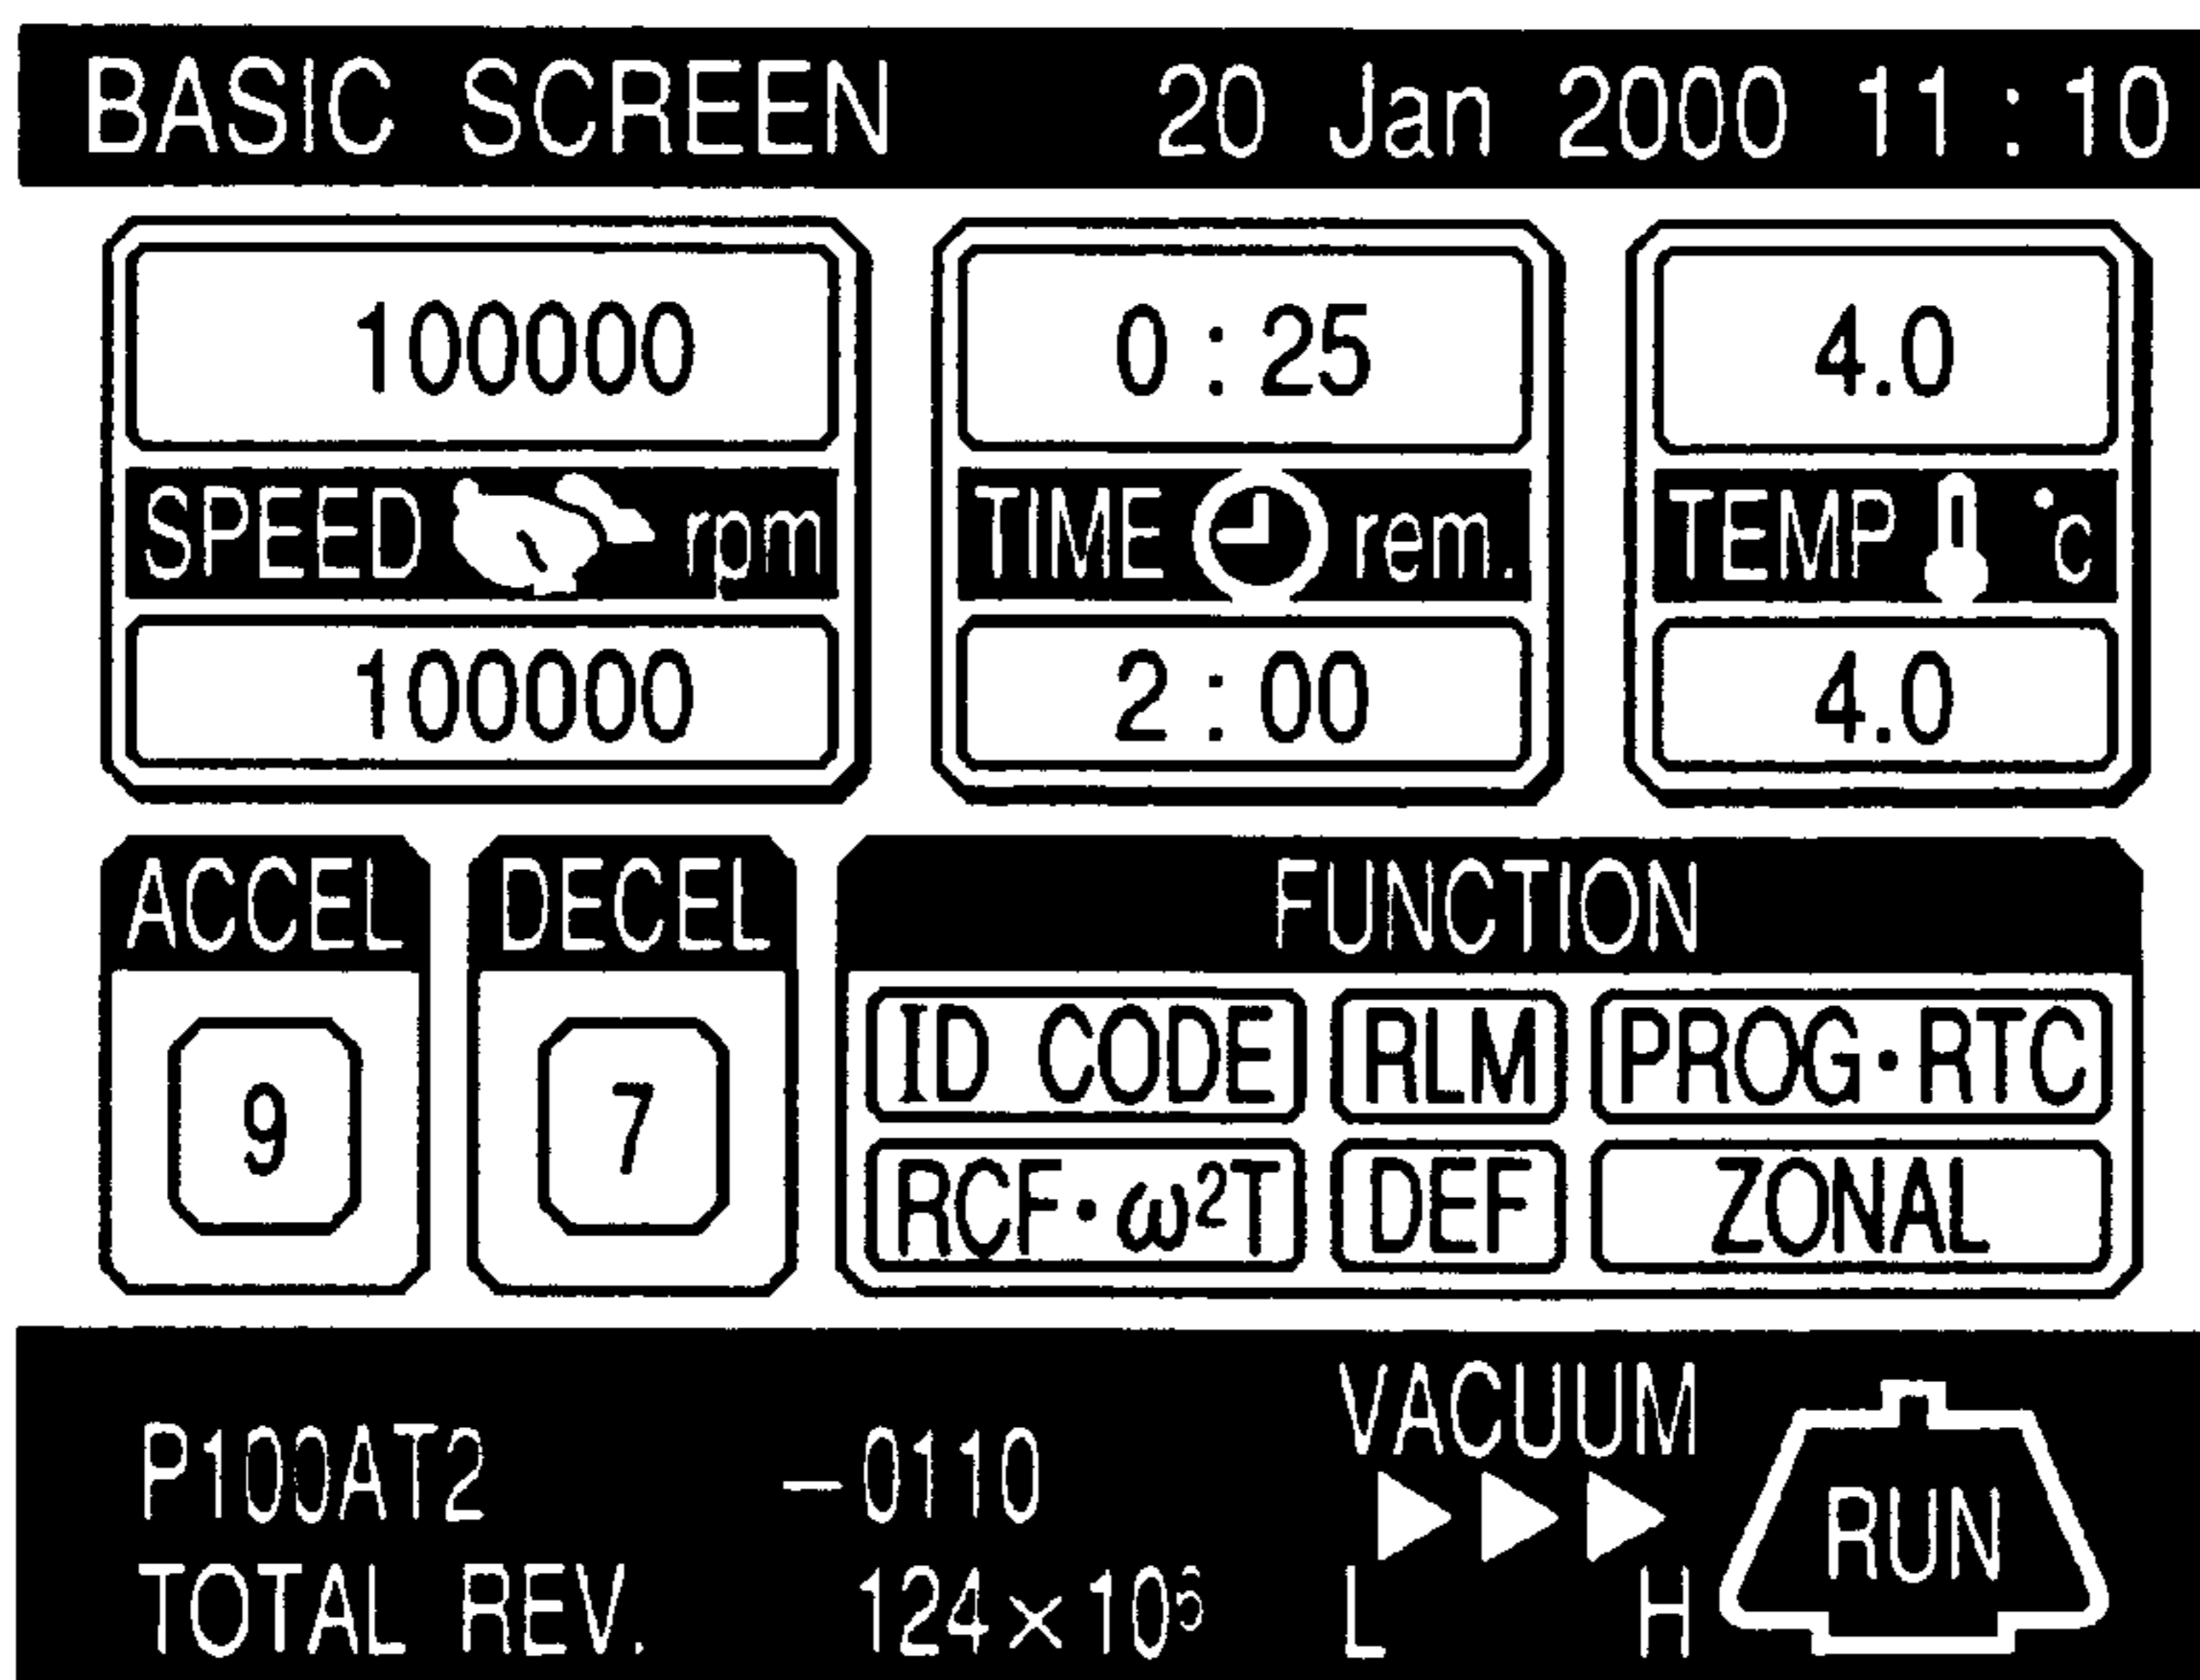 BASIC SCREEN 20 Jan 2000 11 : 10
100000 0 : 25 4.0
SPEED rpm TIME rem. TEMP °C
100000 2 : 00 4.0
ACCEL DECEL FUNCTION
ID CODE RLM PROG·RTC
9 7
RCF·ω²T DEF ZONAL
VACUUM
P100AT2 -0110
RUN
TOTAL REV. 124×10⁶ L H